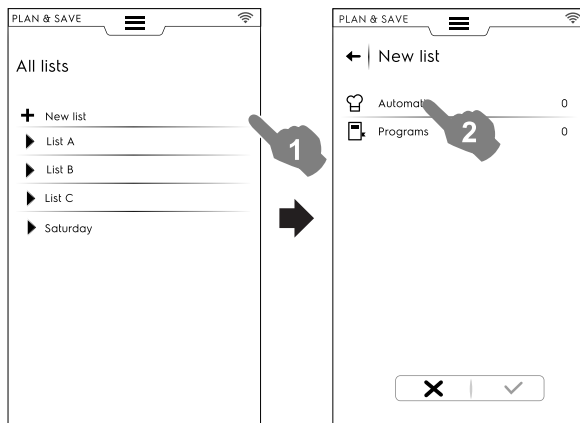 PLAN & SAVE
All lists
New list
List A
List B
List C
Saturday
1
PLAN & SAVE
New list
0
2
Programs 0